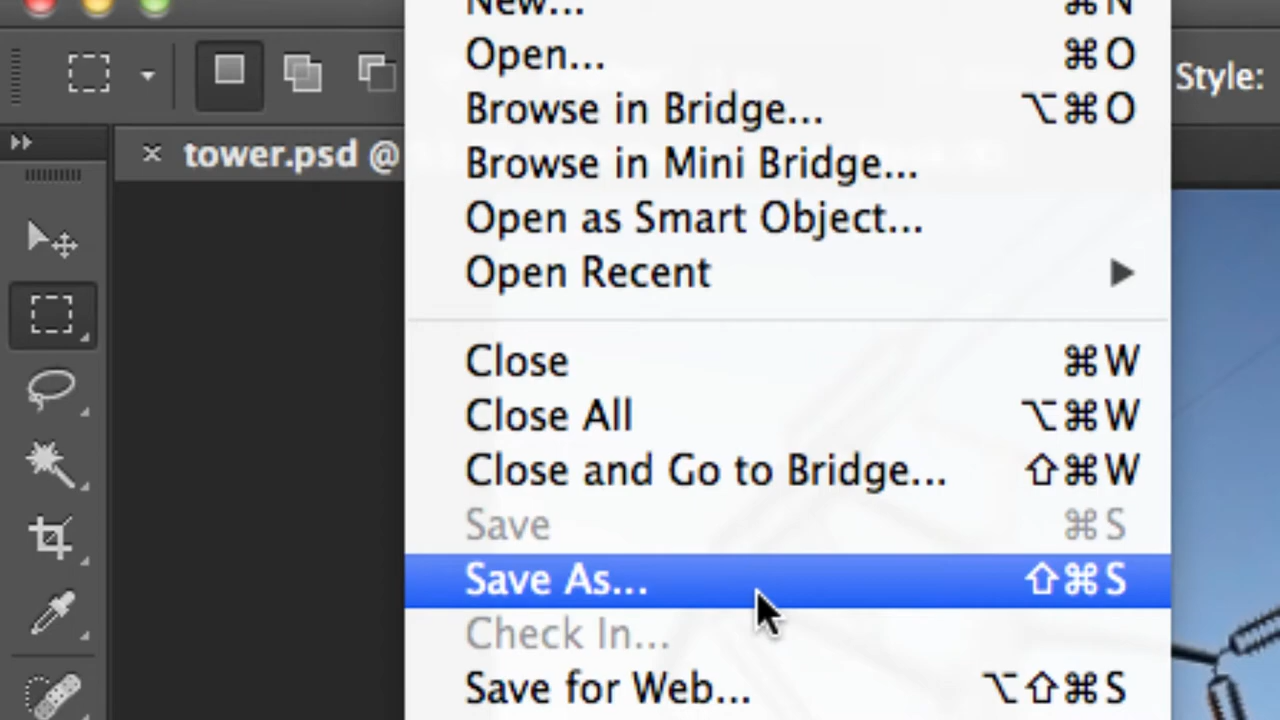 New... ⌘N
Open... ⌘O
Style:
Browse in Bridge... ⌥⌘O
× tower.psd @
Browse in Mini Bridge...
Open as Smart Object...
Open Recent ▶
Close ⌘W
Close All ⌥⌘W
Close and Go to Bridge... ⇧⌘W
Save ⌘S
Save As... ⇧⌘S
Check In...
Save for Web... ⌥⇧⌘S